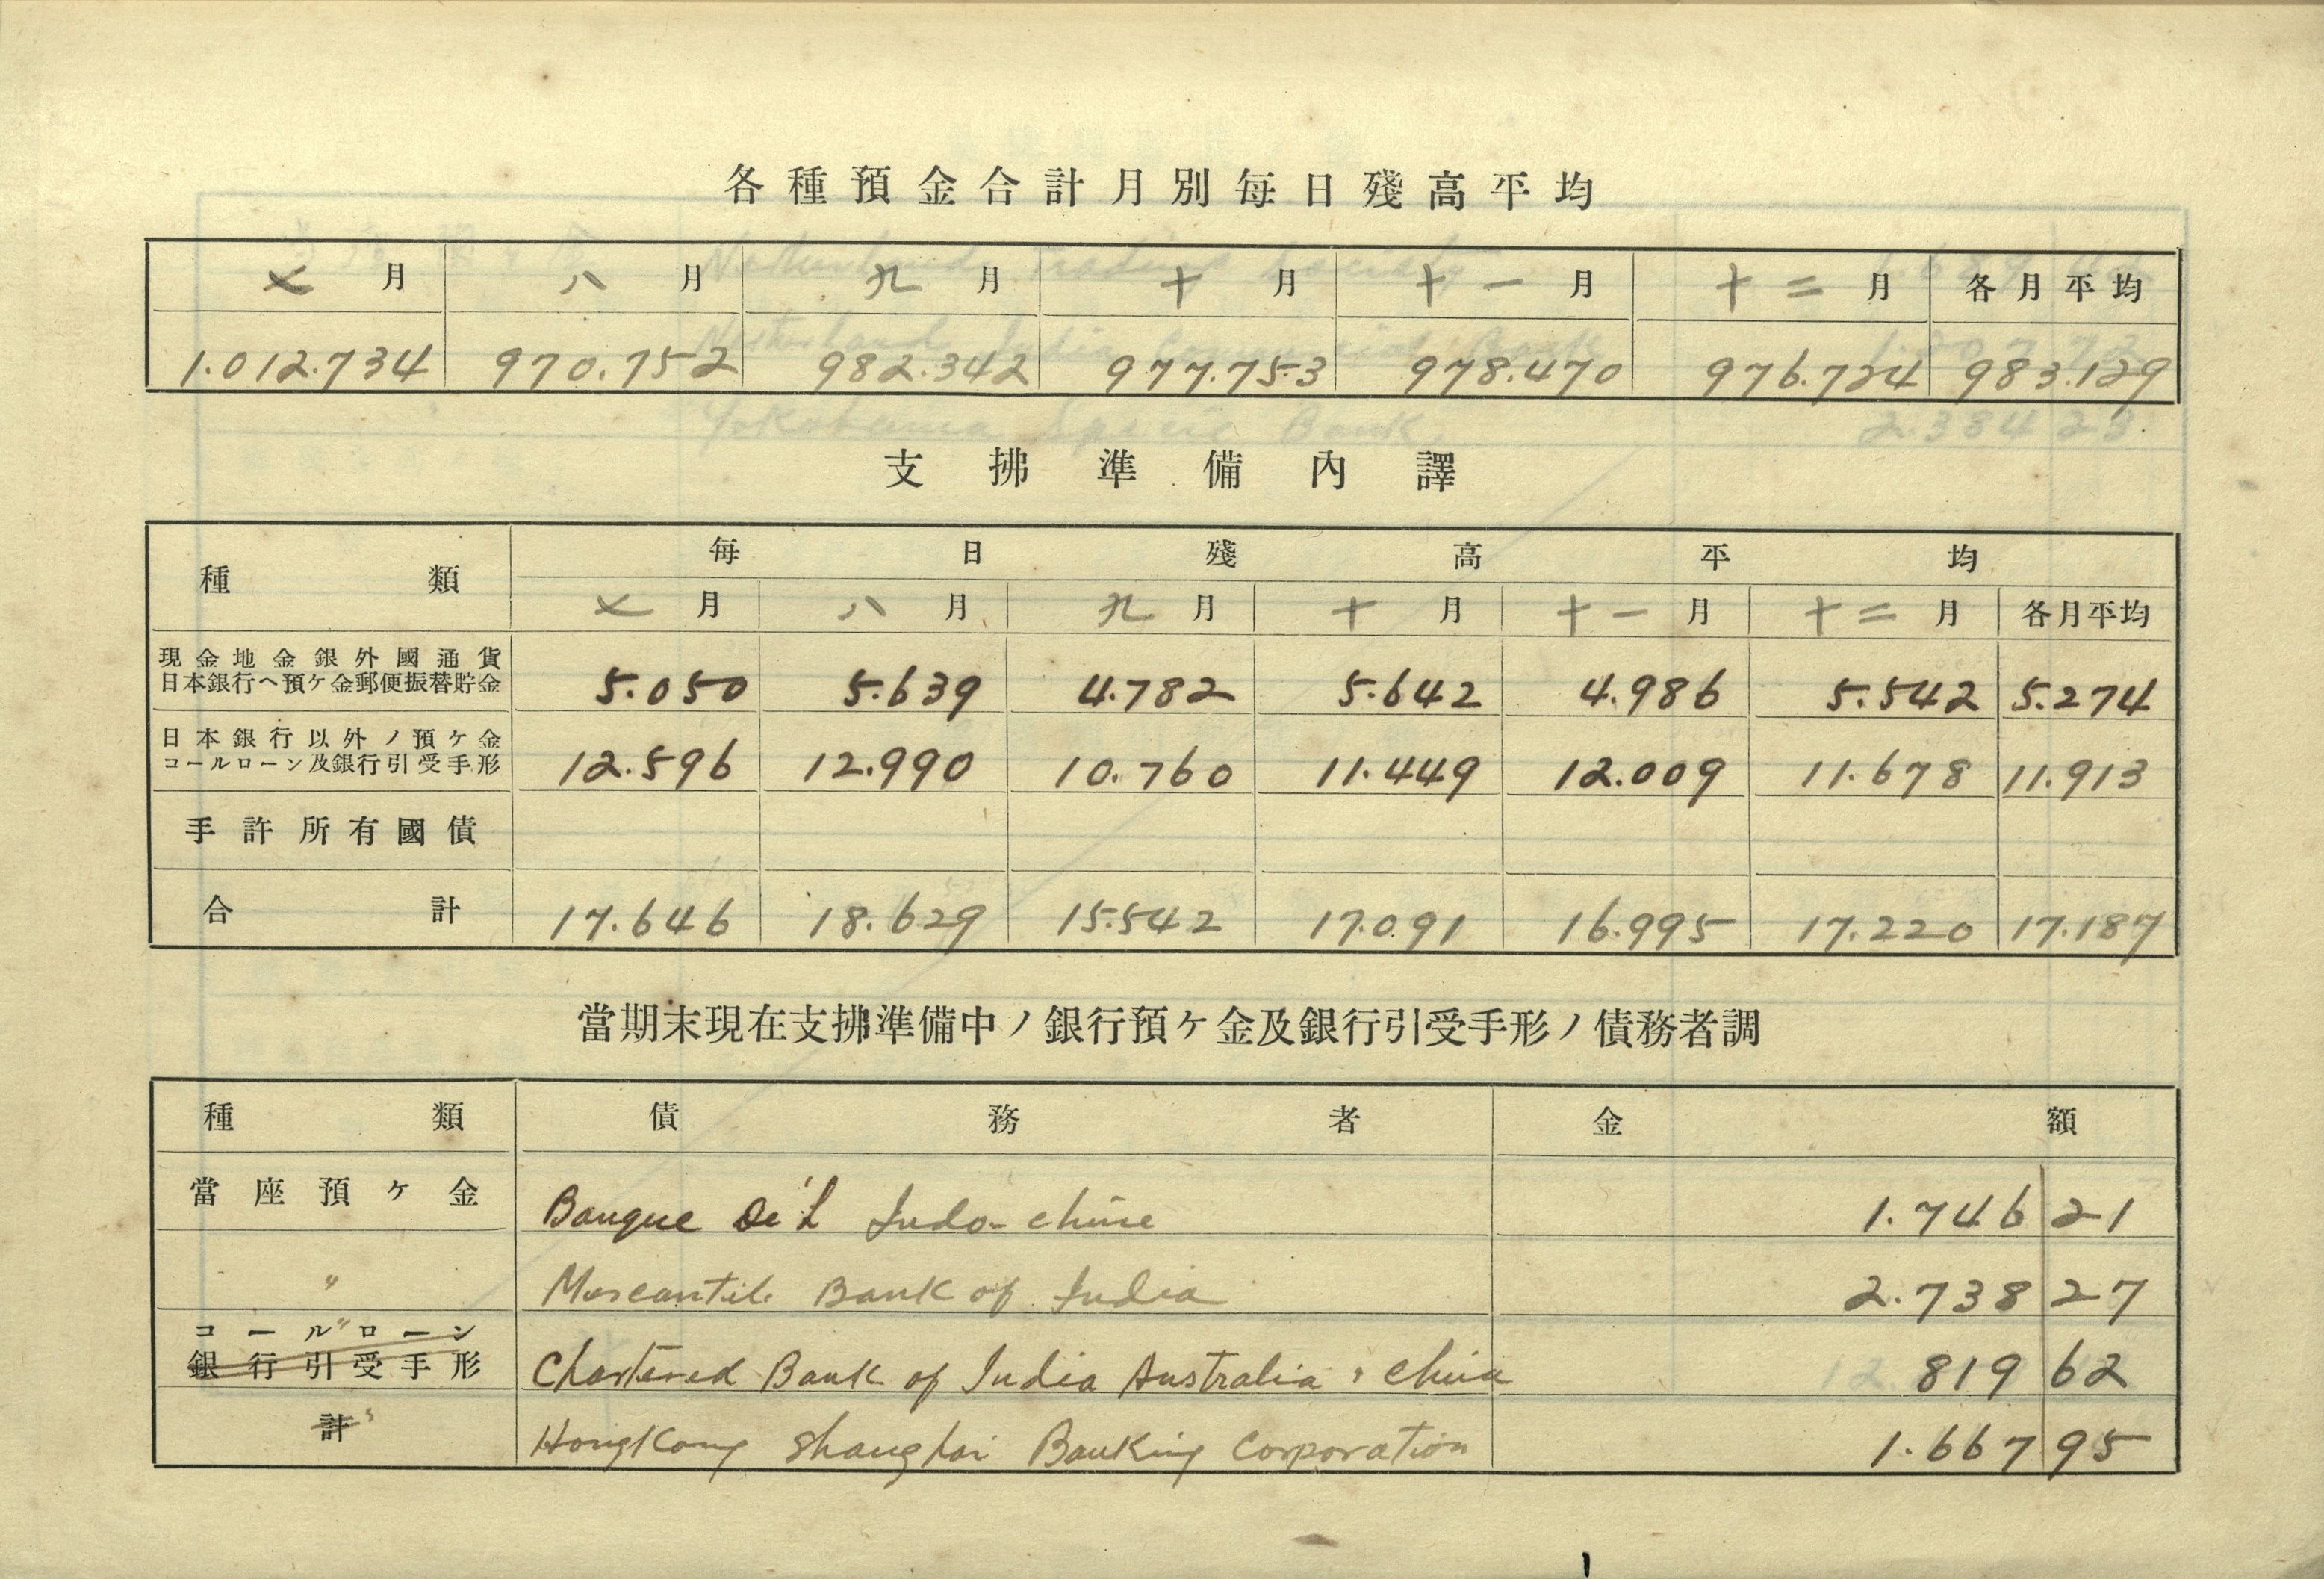 各種預金合計月別每日殘高平均
七月 八月 九月 十月 十一月 十二月 各月平均
1.012.734 970.752 982.342 977.753 978.470 976.724 983.129
支拂準備內譯
種類 每日殘高平均
七月 八月 九月 十月 十一月 十二月 各月平均
現金地金銀外國通貨
日本銀行ヘ預ケ金郵便振替貯金 5.050 5.639 4.782 5.642 4.986 5.542 5.274
日本銀行以外ノ預ケ金
コールローン及銀行引受手形 12.596 12.990 10.760 11.449 12.009 11.678 11.913
手許所有國債
合計 17.646 18.629 15.542 17.091 16.995 17.220 17.187
當期末現在支拂準備中ノ銀行預ケ金及銀行引受手形ノ債務者調
種類 債務者 金額
當座預ケ金 Banque De'L Indo-chine 1.746 21
〃 Mercantile Bank of India 2.738 27
コールローン
銀行引受手形 〃 Chartered Bank of India Australia & China 819 62
計 〃 HongKong Shanghai Banking Corporation 1.667 95